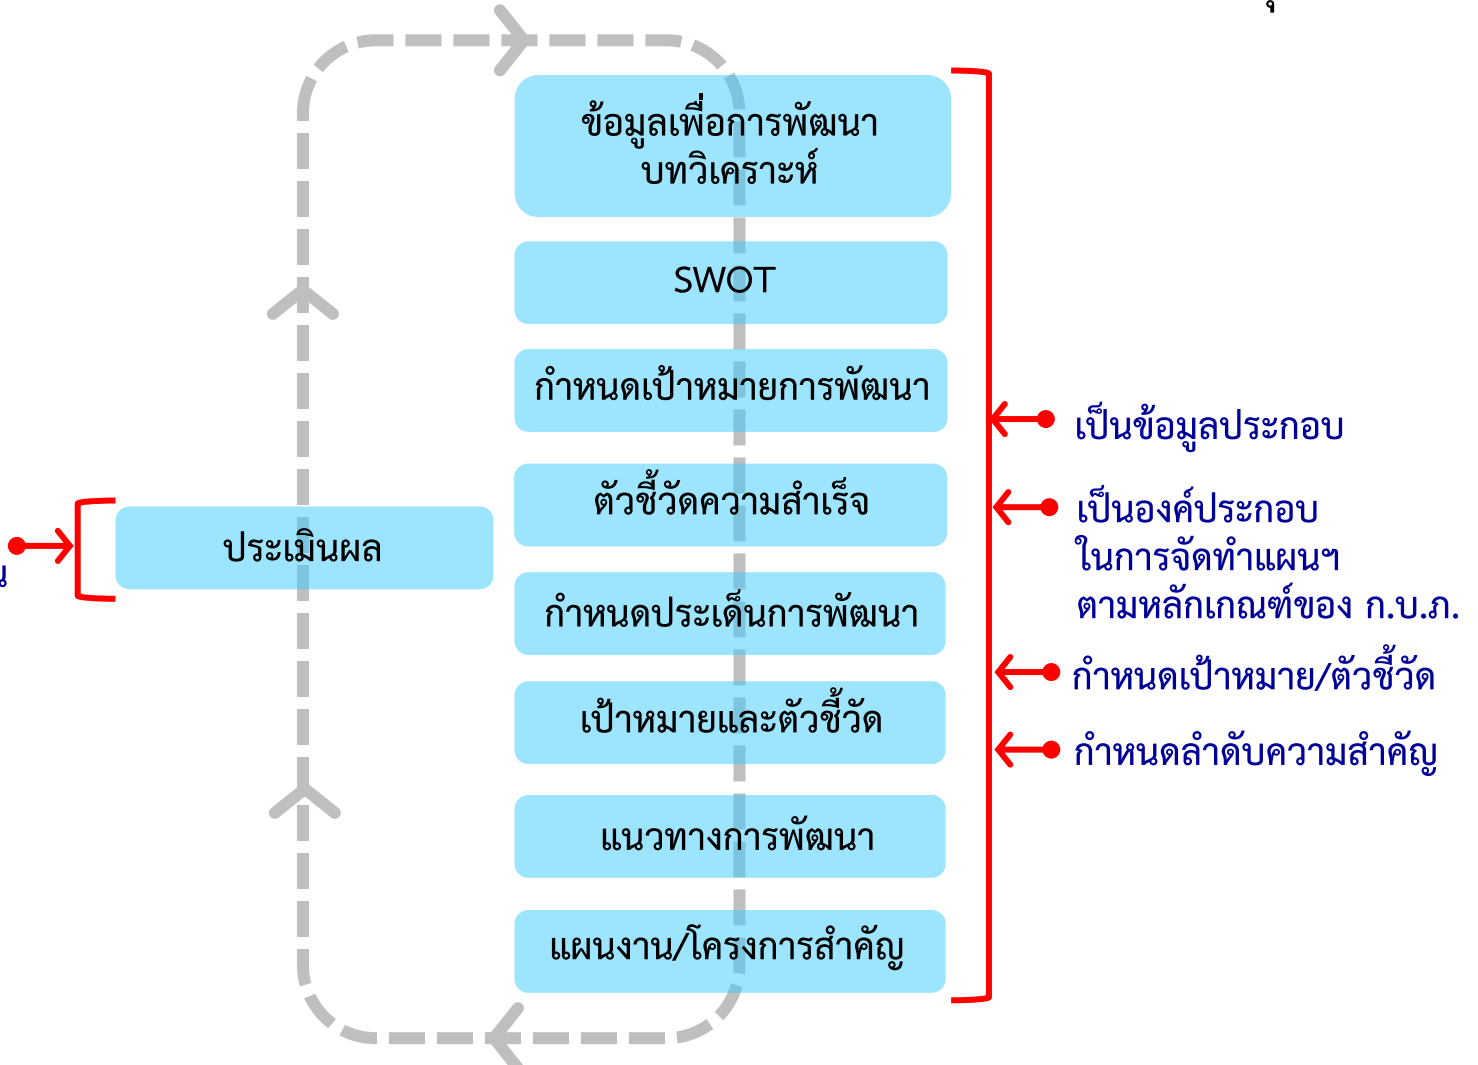 ข้อมูลเพื่อการพัฒนา
บทวิเคราะห์
SWOT
กำหนดเป้าหมายการพัฒนา
ตัวชี้วัดความสำเร็จ
กำหนดประเด็นการพัฒนา
เป้าหมายและตัวชี้วัด
แนวทางการพัฒนา
แผนงาน/โครงการสำคัญ
ประเมินผล
เป็นข้อมูลประกอบ
เป็นองค์ประกอบ
ในการจัดทำแผนฯ
ตามหลักเกณฑ์ของ ก.บ.ภ.
กำหนดเป้าหมาย/ตัวชี้วัด
กำหนดลำดับความสำคัญ